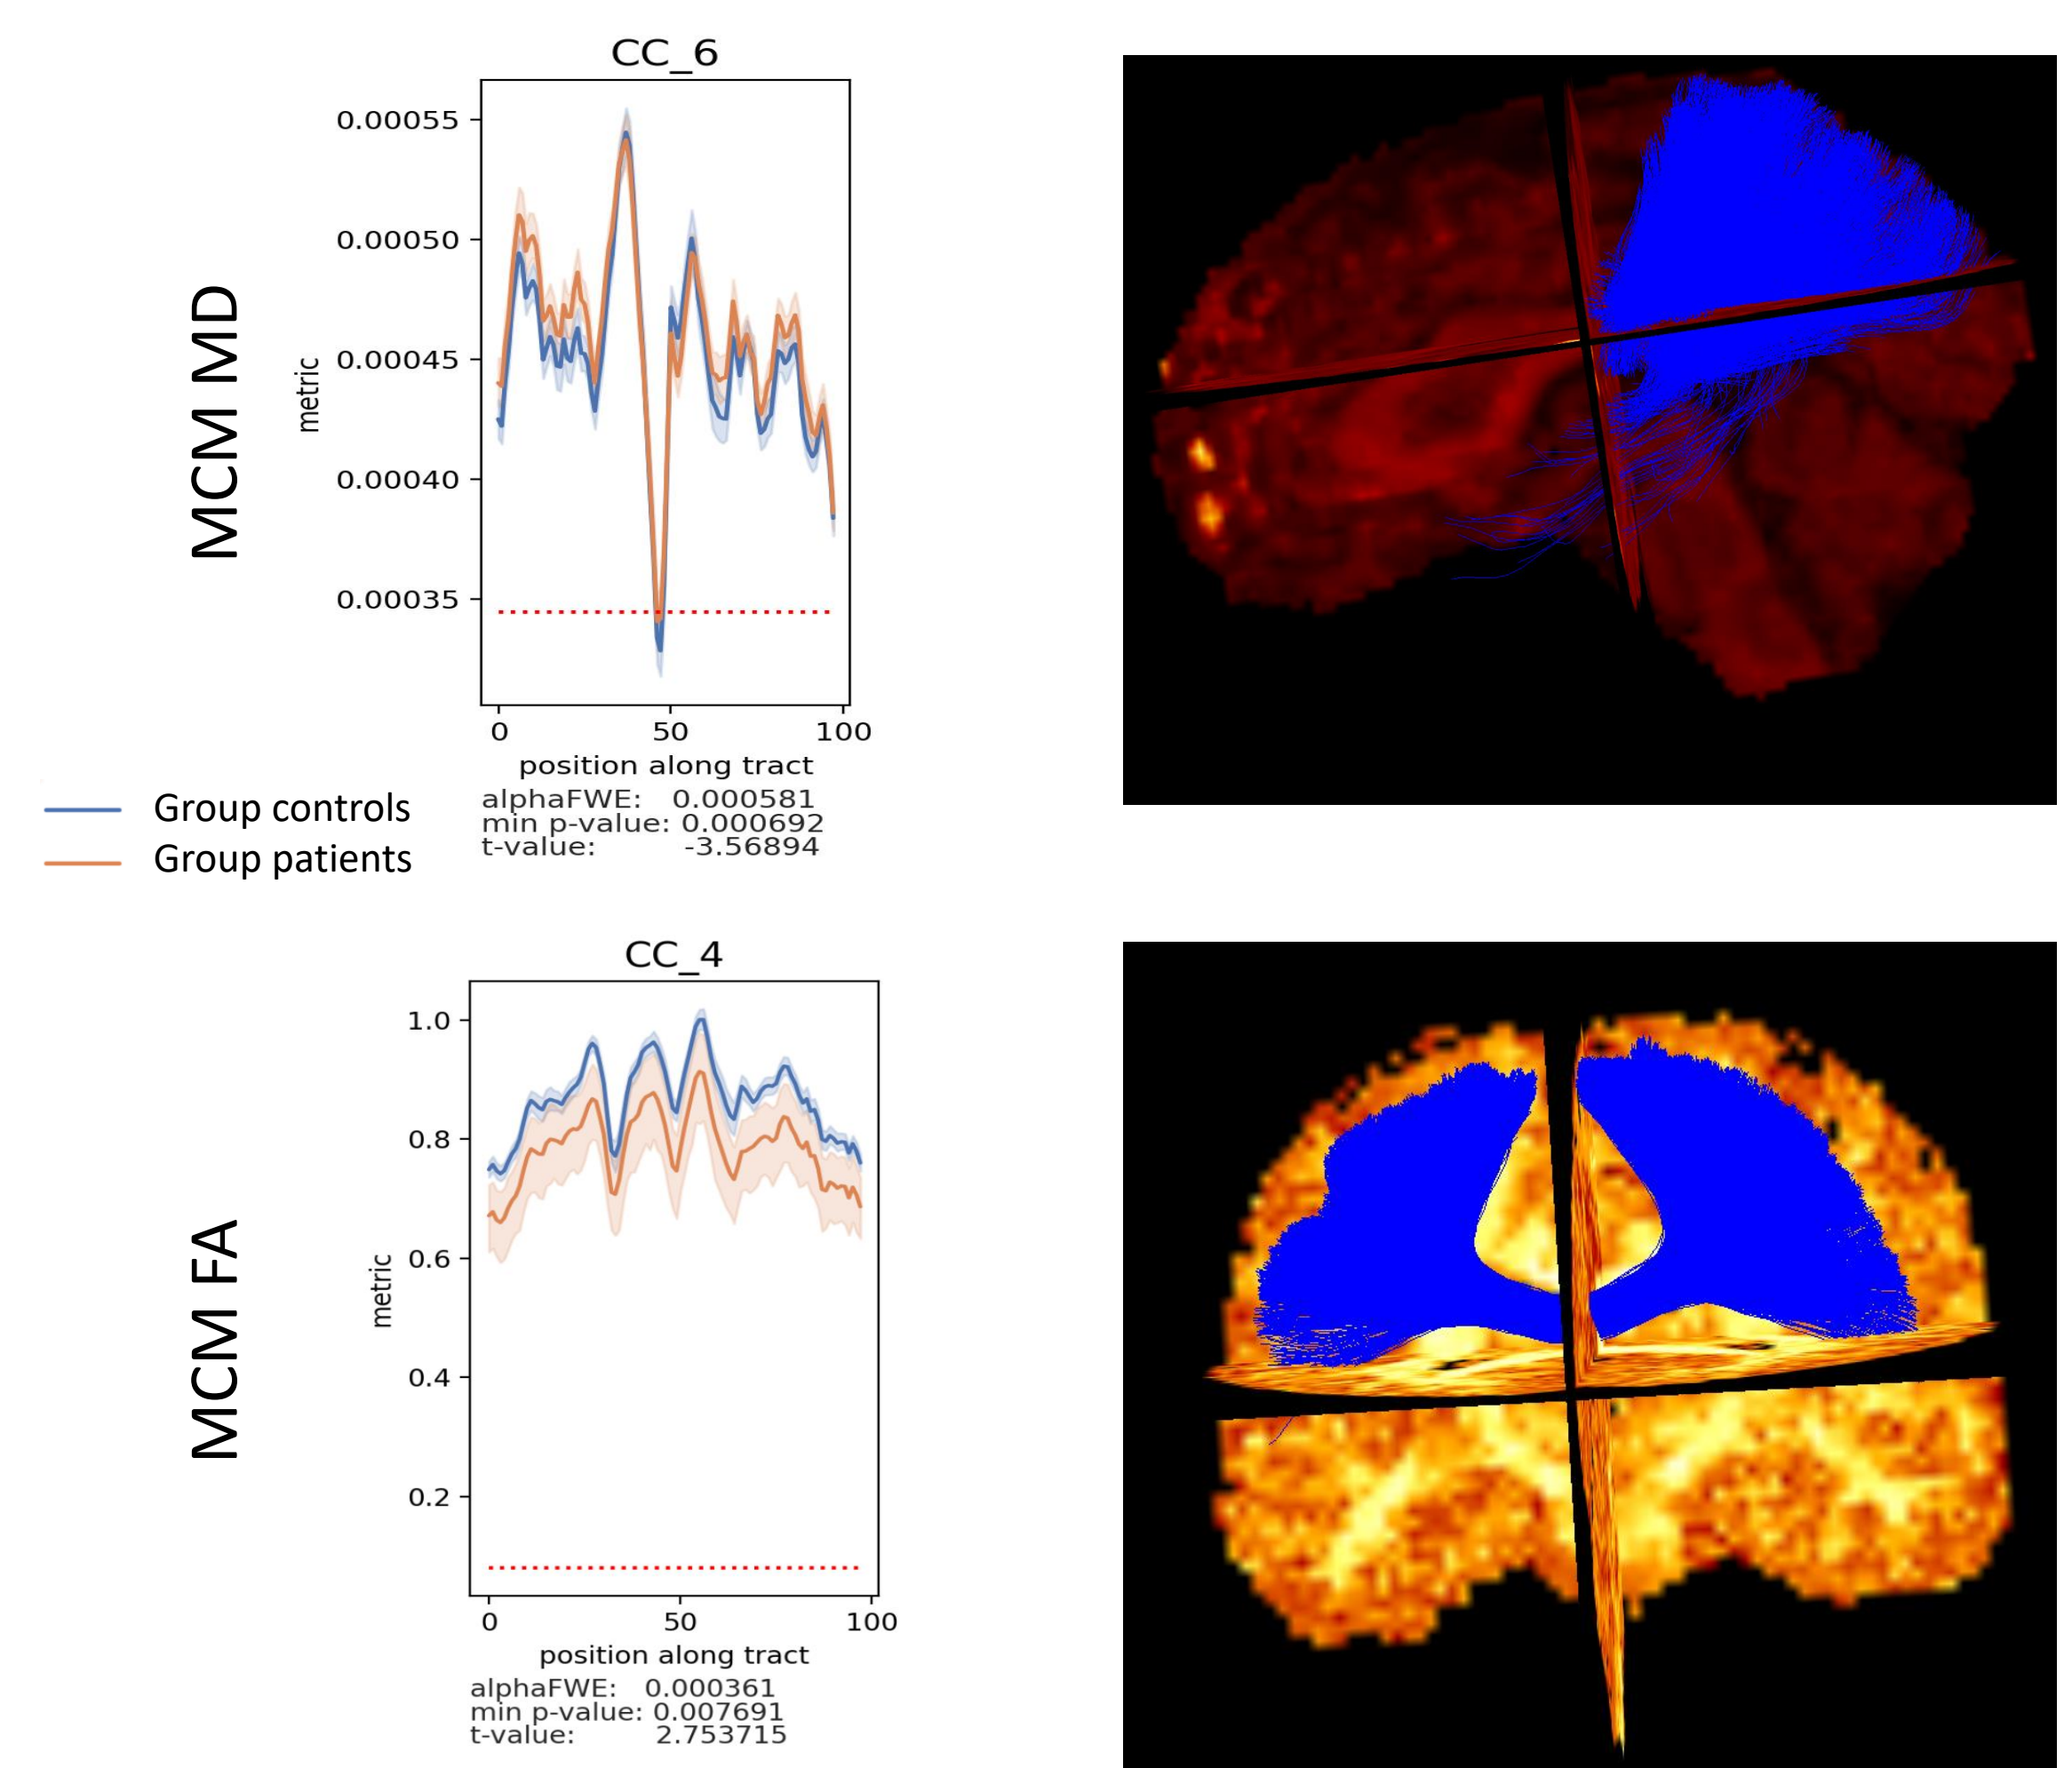 CC_6
MCM MD
metric
0.00055
0.00050
0.00045
0.00040
0.00035
0 50 100
position along tract
alphaFWE: 0.000581
min p-value: 0.000692
t-value: -3.56894
Group controls
Group patients
CC_4
MCM FA
metric
1.0
0.8
0.6
0.4
0.2
0 50 100
position along tract
alphaFWE: 0.000361
min p-value: 0.007691
t-value: 2.753715